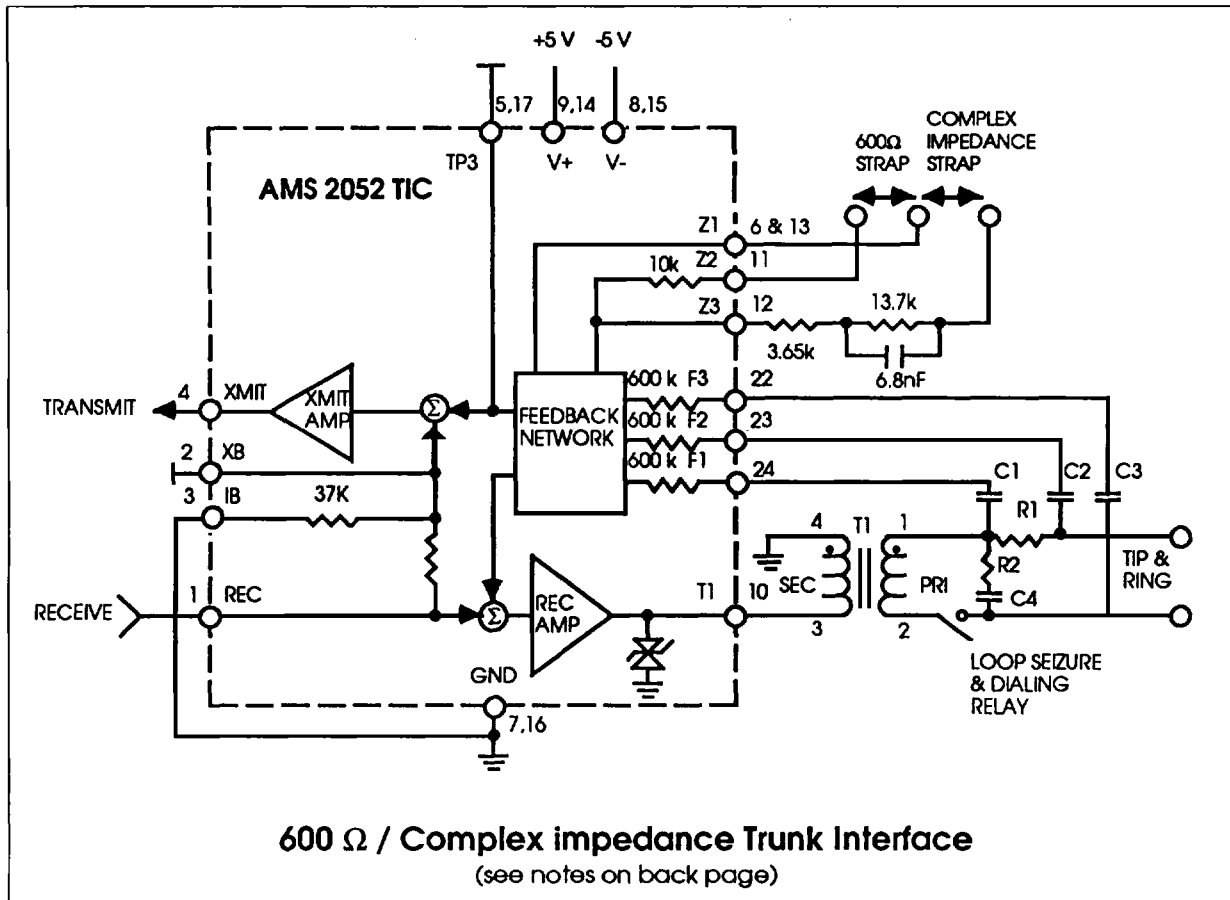 +5 V
-5 V
5,17
9,14
8,15
TP3
V+
V-
AMS 2052 TIC
600Ω
STRAP
COMPLEX
IMPEDANCE
STRAP
Z1
6 & 13
Z2
11
10k
Z3
12
13.7k
3.65k
6.8nF
TRANSMIT
4
XMIT
XMIT
AMP
Σ
FEEDBACK
NETWORK
600 k F3
22
600 k F2
23
600 k F1
24
2
XB
3
IB
37K
C1
C2
C3
R1
4
T1
1
R2
TIP &
RING
SEC
PRI
C4
RECEIVE
1
REC
Σ
REC
AMP
T1
10
3
2
LOOP SEIZURE
& DIALING
RELAY
GND
7,16
600 Ω / Complex impedance Trunk Interface
(see notes on back page)